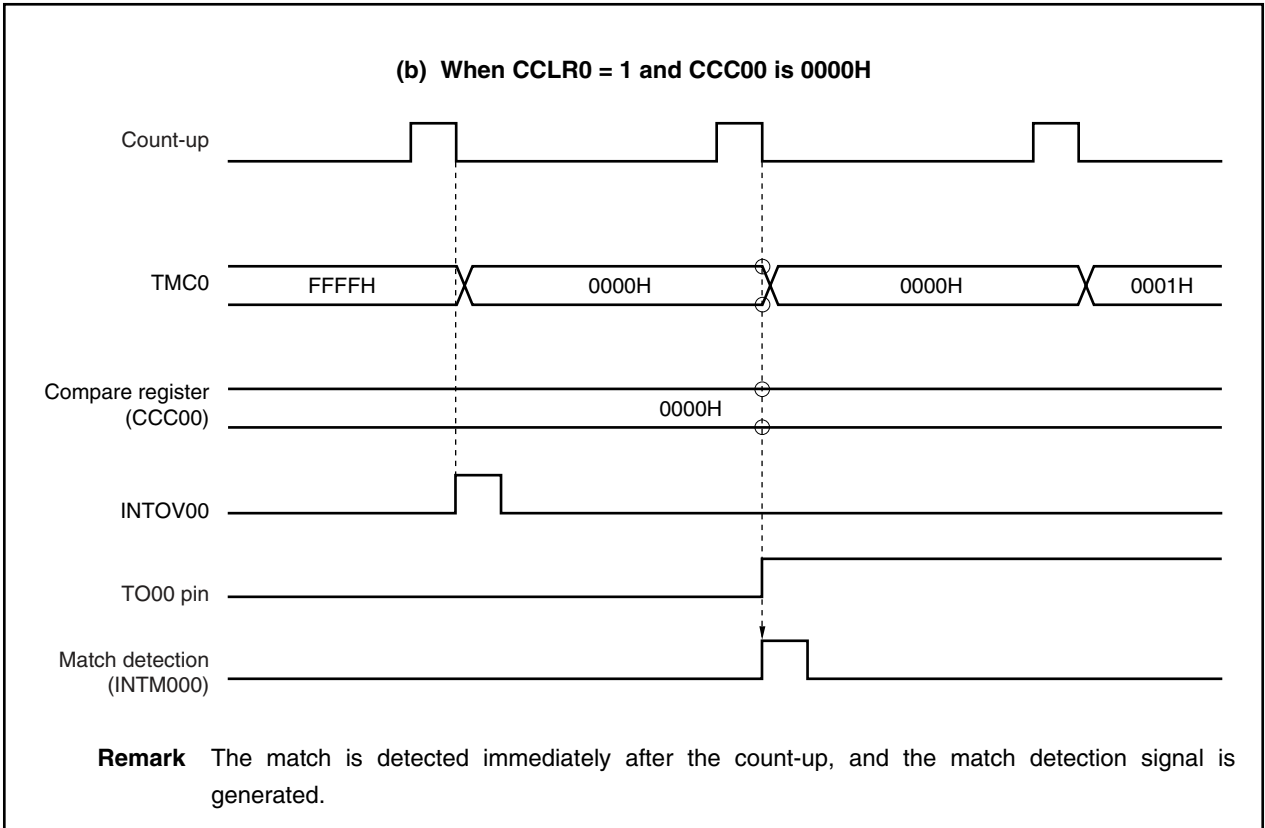 (b) When CCLR0 = 1 and CCC00 is 0000H
Count-up
TMC0
FFFFH
0000H
0000H
0001H
Compare register
(CCC00)
0000H
INTOV00
TO00 pin
Match detection
(INTM000)
Remark The match is detected immediately after the count-up, and the match detection signal is
generated.